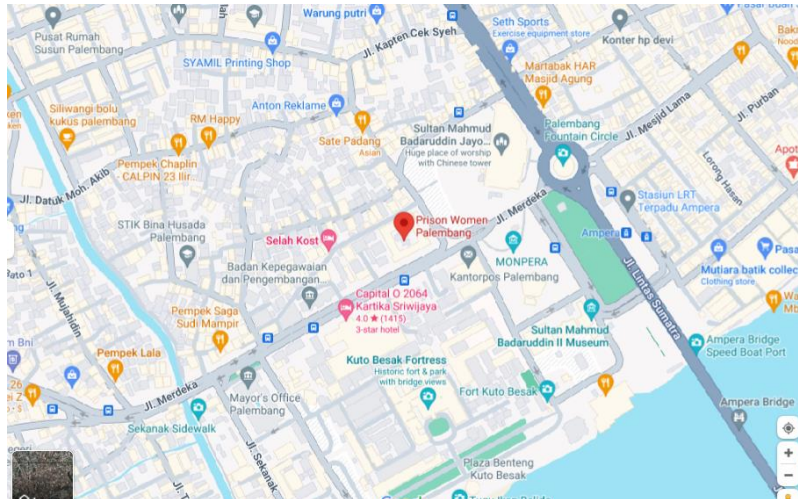 Warung putri
Pusat Rumah
Susun Palembang
SYAMIL Printing Shop
Jl. Kapten Cek Syeh
Seth Sports
Exercise equipment store
Konter hp devi
Martabak HAR
Masjid Agung
Siliwangi bolu
kukus palembang
RM Happy
Anton Reklame
Sate Padang
Asian
Pempek Chaplin
CALPIN 23 Ilir...
Jl. Datuk Moh. Akib
Sultan Mahmud
Badaruddin Jayo...
Huge place of worship
with Chinese tower
Palembang
Fountain Circle
Jl. Mesjid Lama
Jl. Purban
Lorong Hasan
Apot
STIK Bina Husada
Palembang
Selah Kost
Prison Women
Palembang
Jl. Merdeka
Stasiun LRT
Terpadu Ampera
Ampera
MONPERA
Kantorpos Palembang
Badan Kepegawaian
dan Pengembangan...
Mutiara batik collec
Clothing store
Pasa
Jl. Lintas Sumatra
Bato 1
Jl. Mujahidin
Capital O 2064
Kartika Sriwijaya
4.0 ★ (1415)
3-star hotel
Pempek Saga
Sudi Mampir
Sultan Mahmud
Badaruddin II Museum
Ampera Bridge
Speed Boat Port
m Bni
Pempek Lala
Kuto Besak Fortress
Historic fort & park
with bridge views
Fort Kuto Besak
26
Jl. Merdeka
Mayor's Office
Palembang
Sekanak Sidewalk
Jl. Sekanak
Ampera Bridge
Plaza Benteng
Kuto Besak